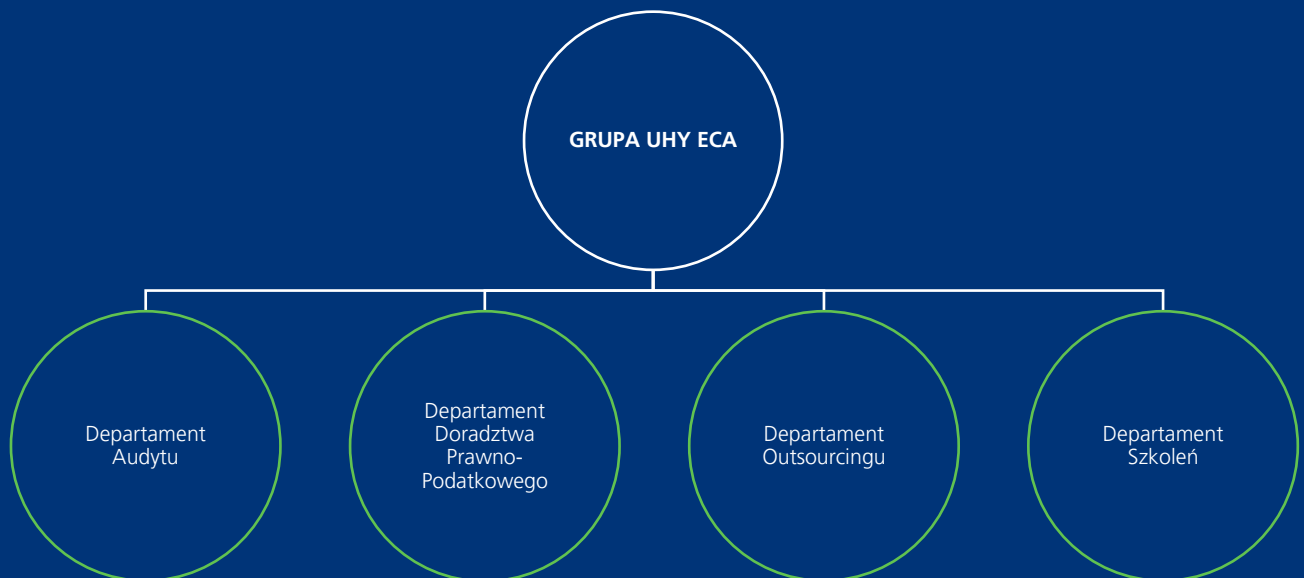 GRUPA UHY ECA
Departament
Audytu
Departament
Doradztwa
Prawno-
Podatkowego
Departament
Outsourcingu
Departament
Szkoleń